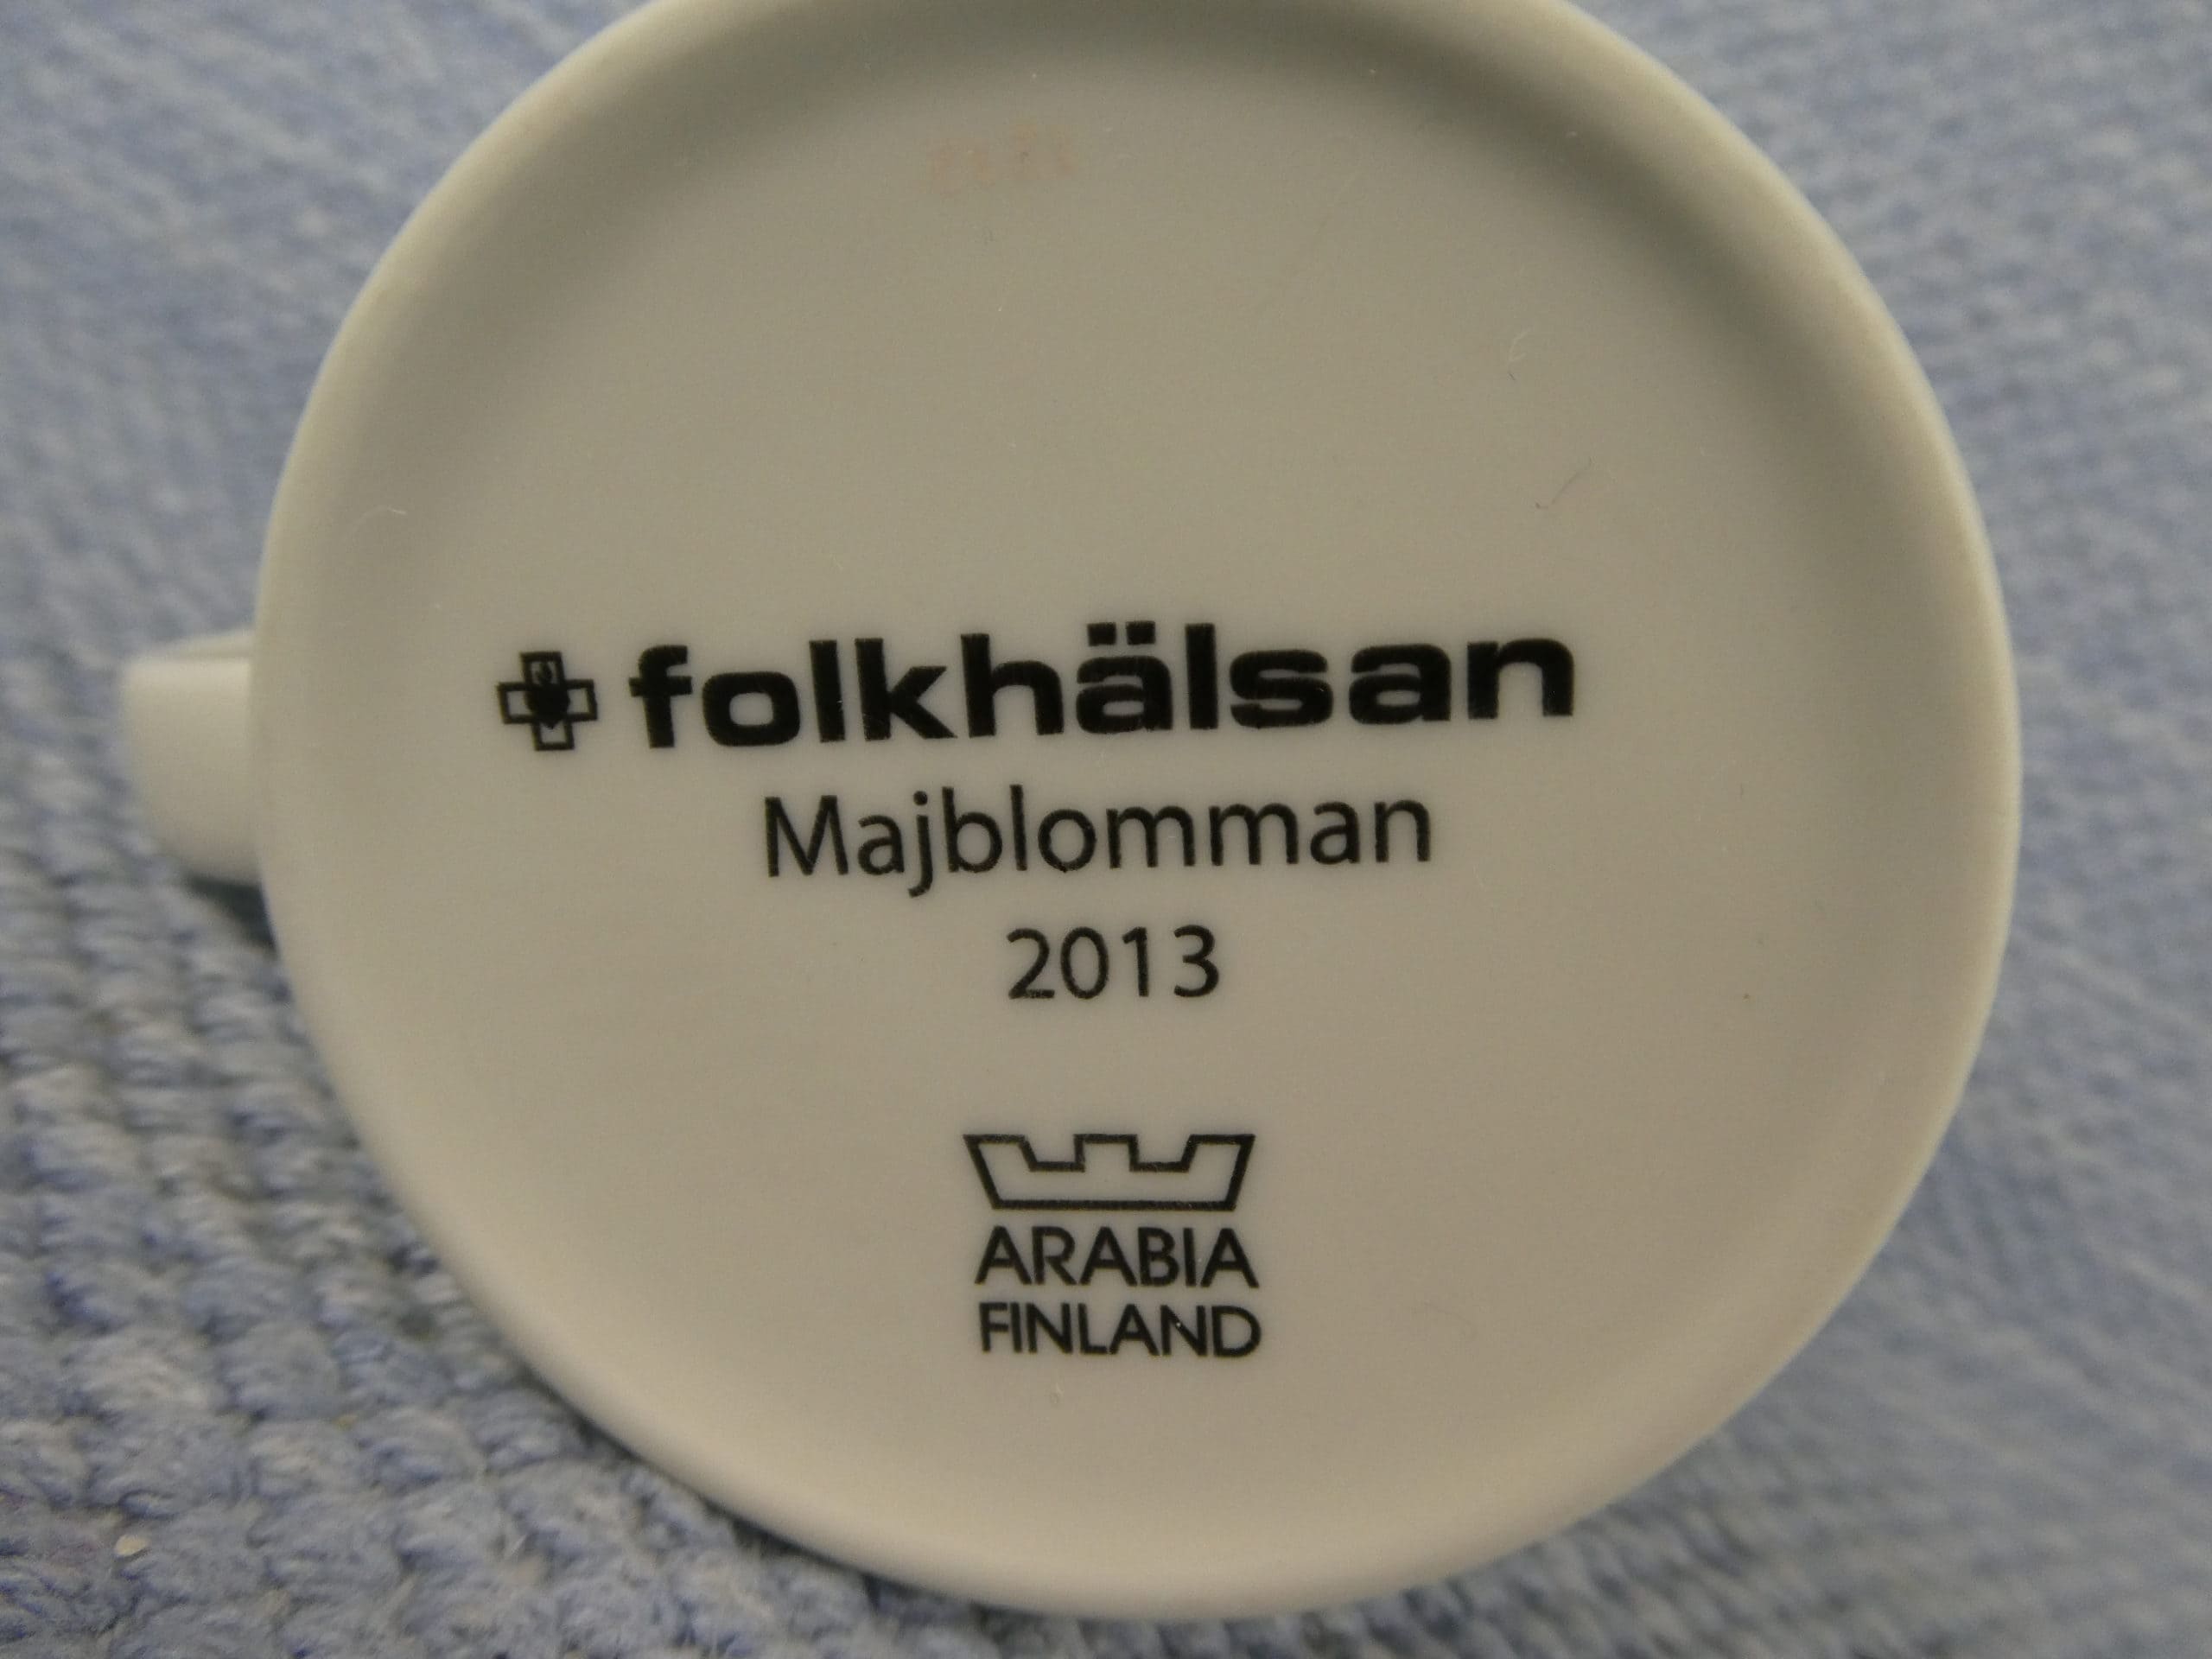 folkhälsan
Majblomman
2013
ARABIA
FINLAND